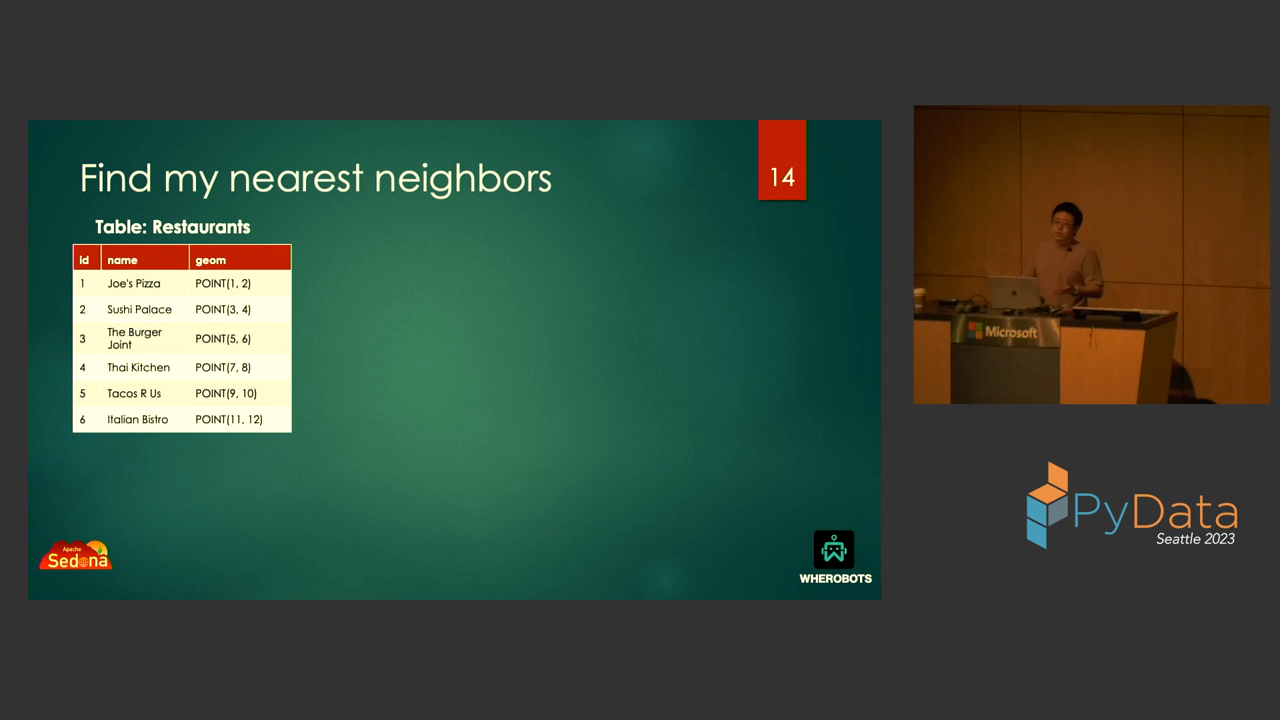 Find my nearest neighbors
14
Table: Restaurants
id name geom
1 Joe's Pizza POINT(1, 2)
2 Sushi Palace POINT(3, 4)
3 The Burger Joint POINT(5, 6)
4 Thai Kitchen POINT(7, 8)
5 Tacos R Us POINT(9, 10)
6 Italian Bistro POINT(11, 12)
Apache
Sedona
WHEROBOTS
Microsoft
PyData
Seattle 2023